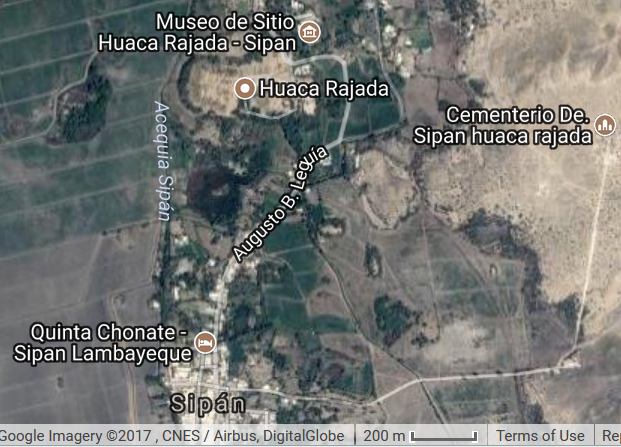 Museo de Sitio
Huaca Rajada - Sipan
Huaca Rajada
Cementerio De.
Sipan huaca rajada
Acequia Sipán
Augusto B. Leguía
Quinta Chonate -
Sipan Lambayeque
Sipán
Google Imagery ©2017 , CNES / Airbus, DigitalGlobe 200 m Terms of Use Re